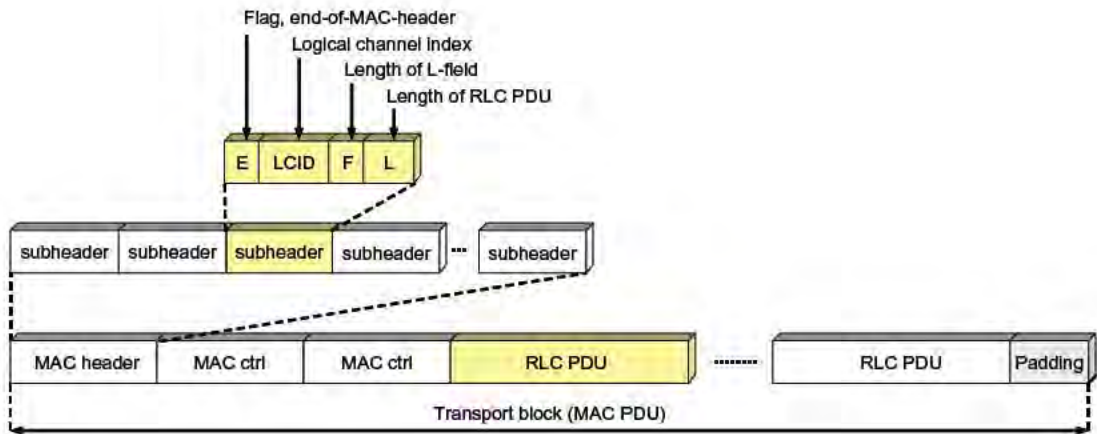 Flag, end-of-MAC-header
Logical channel index
Length of L-field
Length of RLC PDU
E LCID F L
subheader subheader subheader subheader ... subheader
MAC header MAC ctrl MAC ctrl RLC PDU ........ RLC PDU Padding
Transport block (MAC PDU)